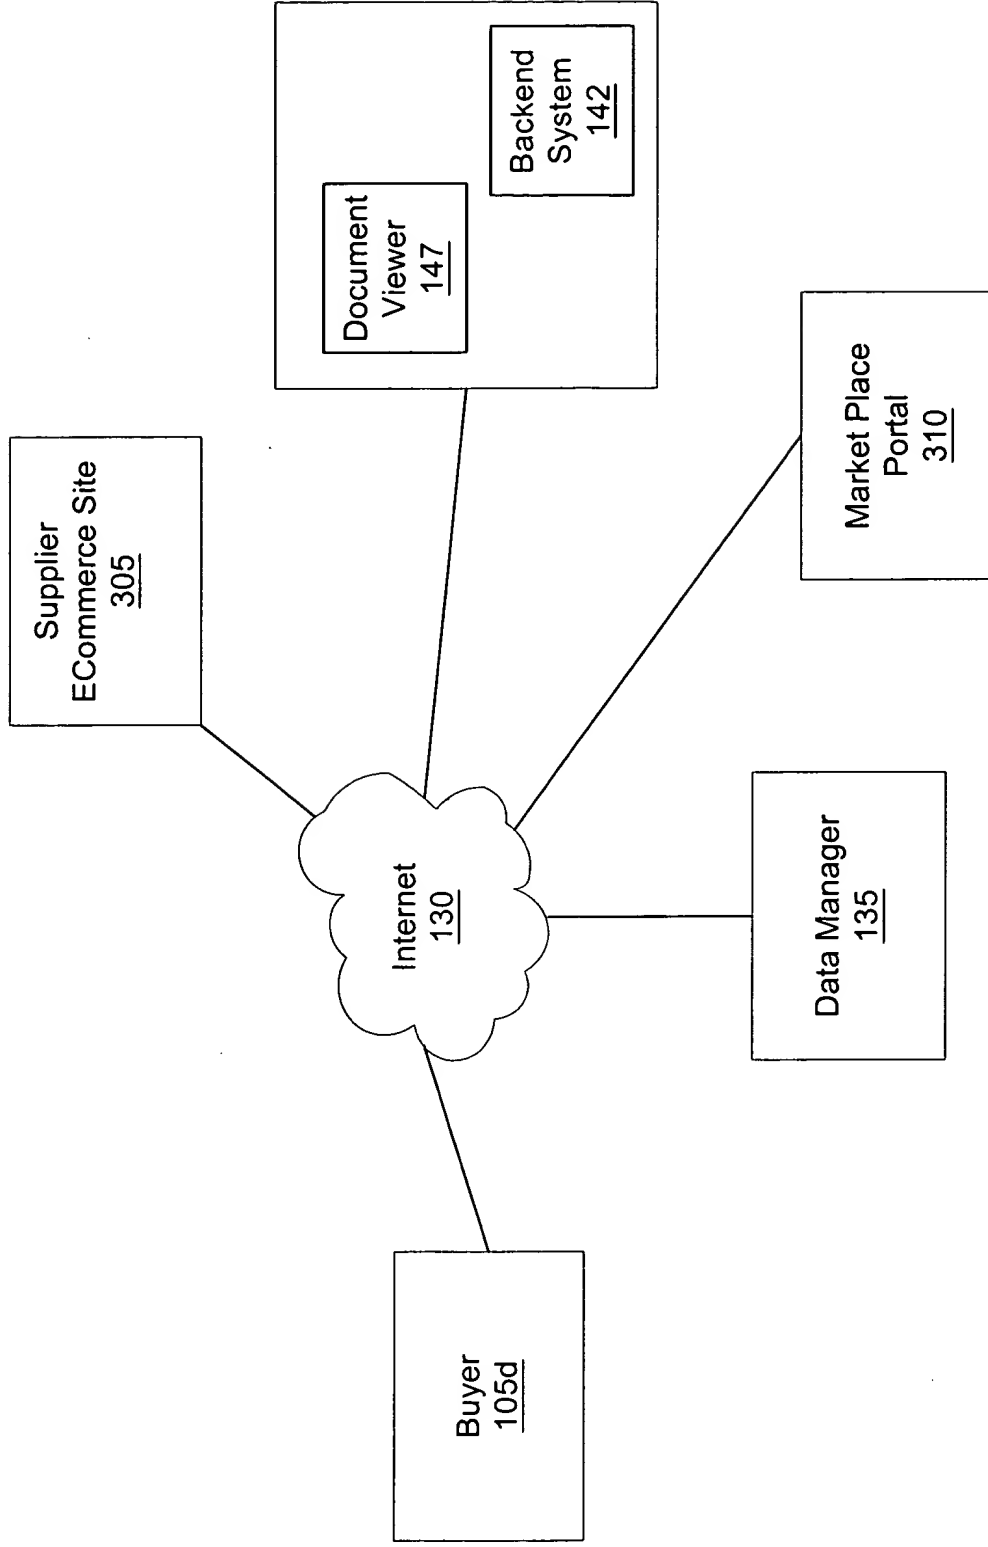 Supplier
ECommerce Site
305
Document
Viewer
147
Backend
System
142
Internet
130
Buyer
105d
Data Manager
135
Market Place
Portal
310